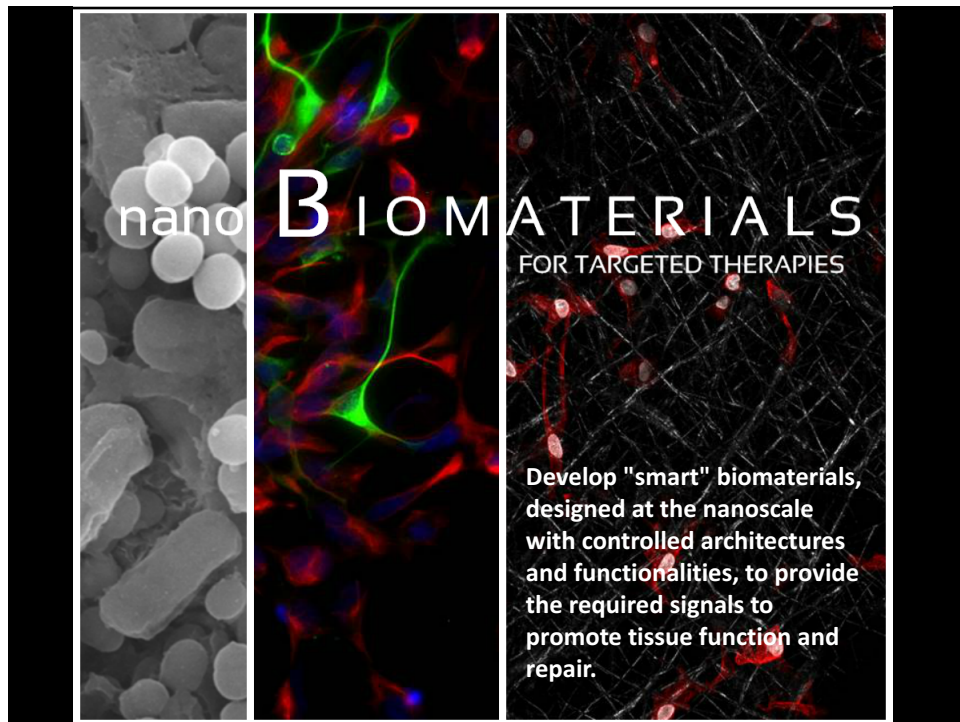 nano BIOMATERIALS
FOR TARGETED THERAPIES
Develop "smart" biomaterials,
designed at the nanoscale
with controlled architectures
and functionalities, to provide
the required signals to
promote tissue function and
repair.